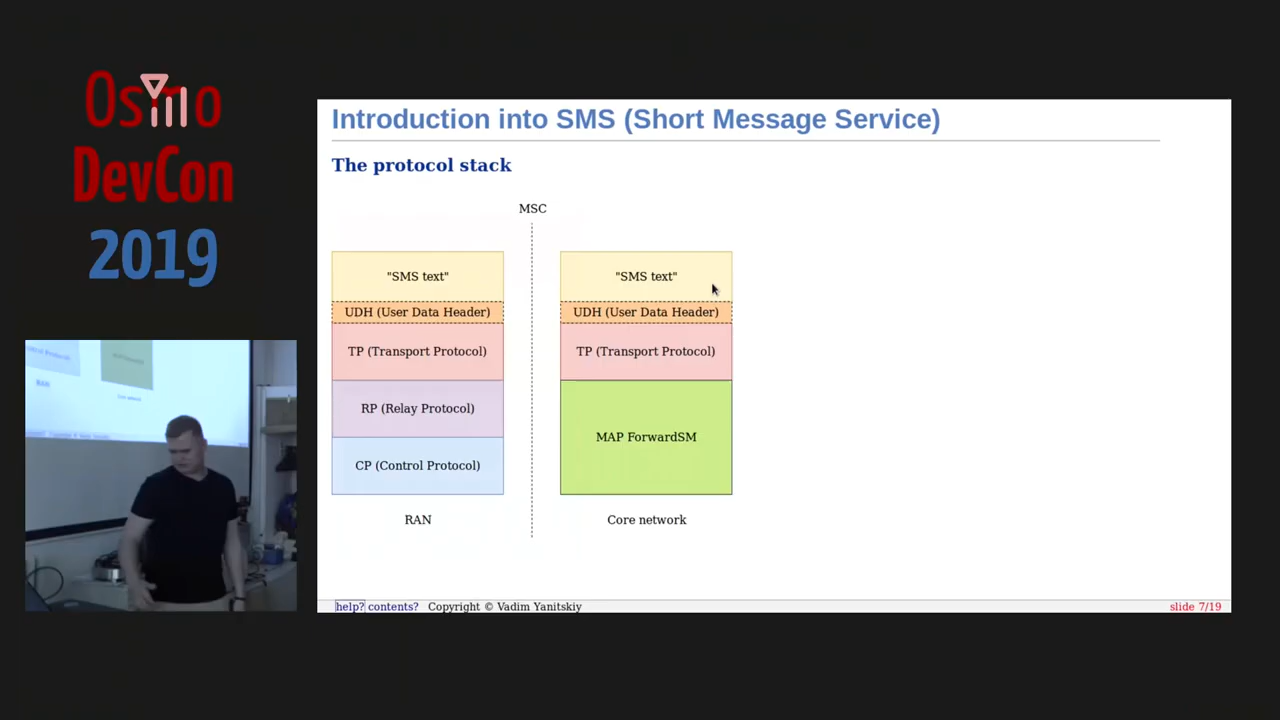 Osmo
DevCon
2019
Introduction into SMS (Short Message Service)
The protocol stack
MSC
"SMS text"
UDH (User Data Header)
TP (Transport Protocol)
RP (Relay Protocol)
CP (Control Protocol)
RAN
"SMS text"
UDH (User Data Header)
TP (Transport Protocol)
MAP ForwardSM
Core network
help? contents? Copyright © Vadim Yanitskiy
slide 7/19